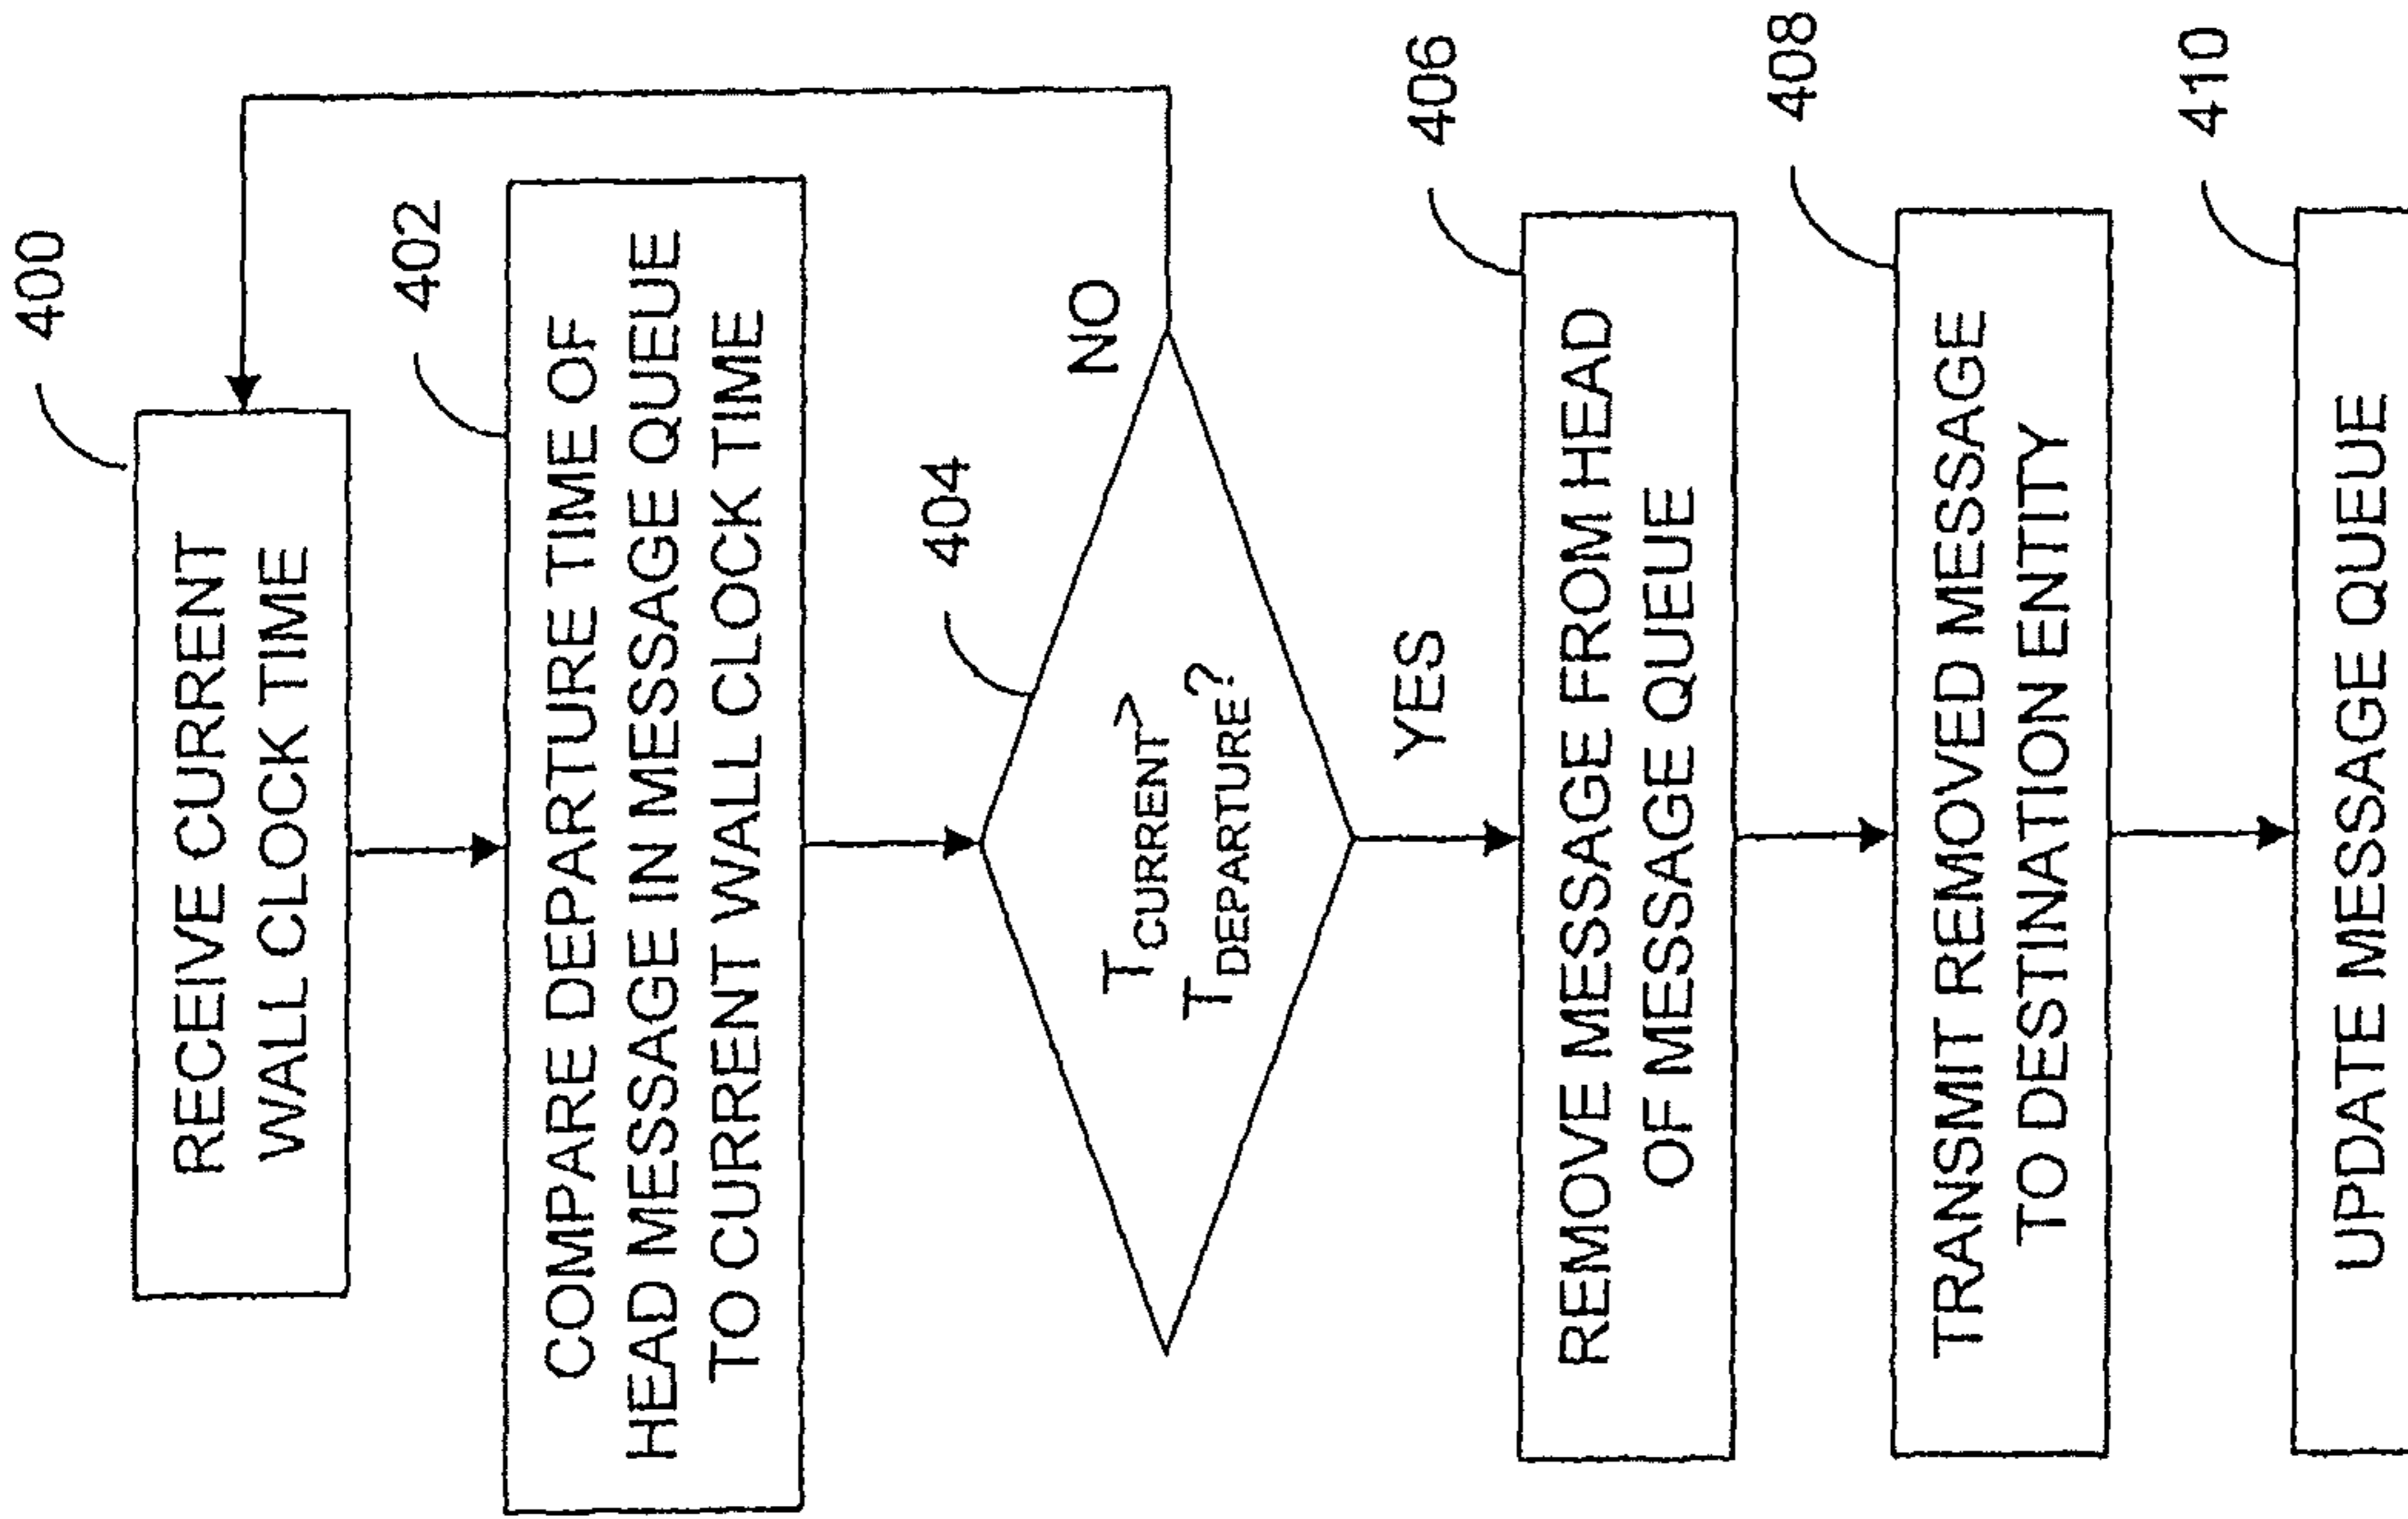 400
RECEIVE CURRENT
WALL CLOCK TIME
402
COMPARE DEPARTURE TIME OF
HEAD MESSAGE IN MESSAGE QUEUE
TO CURRENT WALL CLOCK TIME
404
TCURRENT>
TDEPARTURE?
NO
YES
406
REMOVE MESSAGE FROM HEAD
OF MESSAGE QUEUE
408
TRANSMIT REMOVED MESSAGE
TO DESTINATION ENTITY
410
UPDATE MESSAGE QUEUE